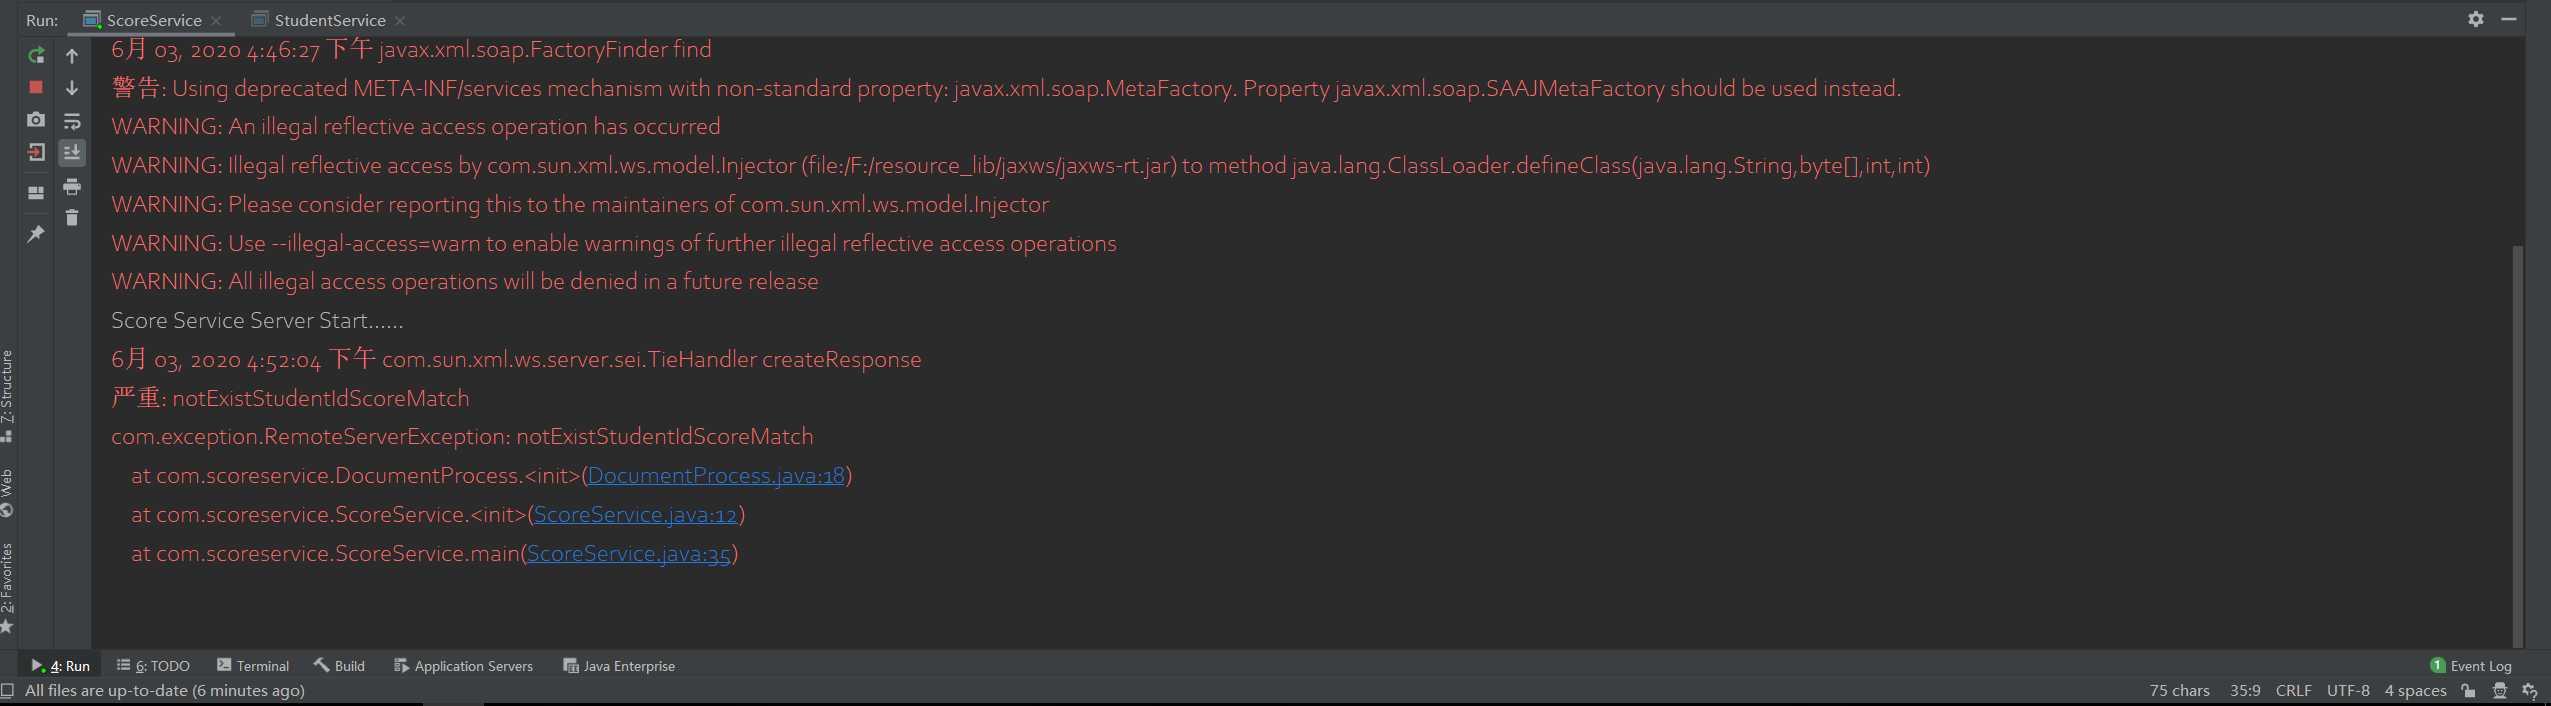 Run: ScoreService StudentService
6月 03, 2020 4:46:27 下午 javax.xml.soap.FactoryFinder find
警告: Using deprecated META-INF/services mechanism with non-standard property: javax.xml.soap.MetaFactory. Property javax.xml.soap.SAAJMetaFactory should be used instead.
WARNING: An illegal reflective access operation has occurred
WARNING: Illegal reflective access by com.sun.xml.ws.model.Injector (file:/F:/resource_lib/jaxws/jaxws-rt.jar) to method java.lang.ClassLoader.defineClass(java.lang.String,byte[],int,int)
WARNING: Please consider reporting this to the maintainers of com.sun.xml.ws.model.Injector
WARNING: Use --illegal-access=warn to enable warnings of further illegal reflective access operations
WARNING: All illegal access operations will be denied in a future release
Score Service Server Start......
6月 03, 2020 4:52:04 下午 com.sun.xml.ws.server.sei.TieHandler createResponse
严重: notExistStudentIdScoreMatch
com.exception.RemoteServerException: notExistStudentIdScoreMatch
at com.scoreservice.DocumentProcess.<init>(DocumentProcess.java:18)
at com.scoreservice.ScoreService.<init>(ScoreService.java:12)
at com.scoreservice.ScoreService.main(ScoreService.java:35)
7: Structure
Web
2: Favorites
4: Run 6: TODO Terminal Build Application Servers Java Enterprise 1 Event Log
All files are up-to-date (6 minutes ago) 75 chars 35:9 CRLF UTF-8 4 spaces